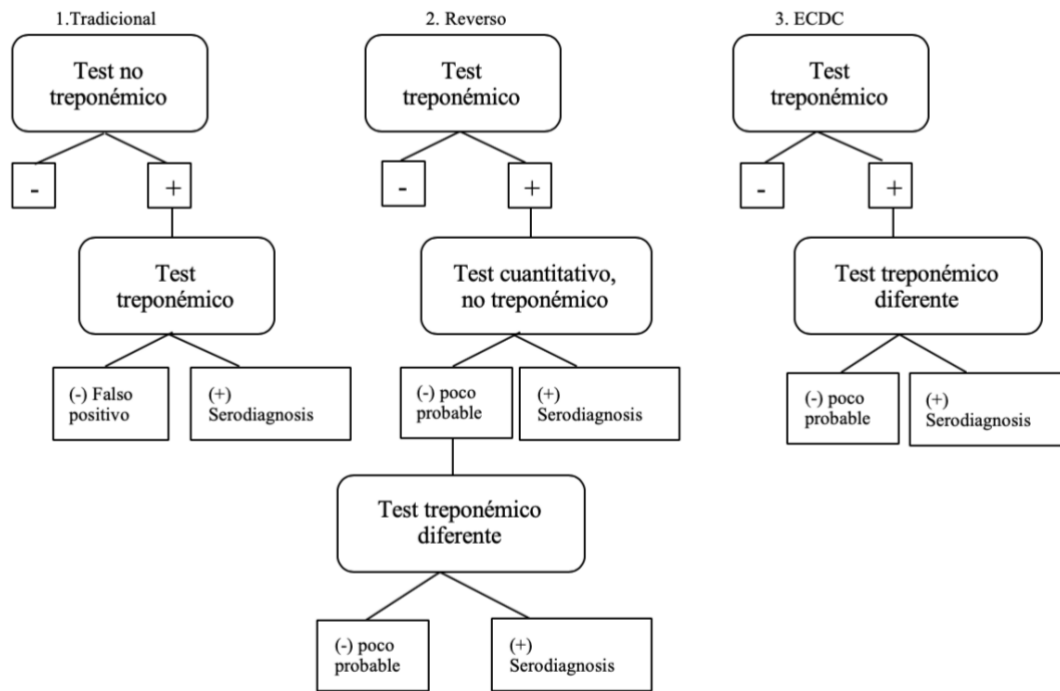 1.Tradicional
Test no
treponémico
-
+
Test
treponémico
(-) Falso
positivo
(+)
Serodiagnosis
2. Reverso
Test
treponémico
-
+
Test cuantitativo,
no treponémico
(-) poco
probable
(+)
Serodiagnosis
Test treponémico
diferente
(-) poco
probable
(+)
Serodiagnosis
3. ECDC
Test
treponémico
-
+
Test treponémico
diferente
(-) poco
probable
(+)
Serodiagnosis